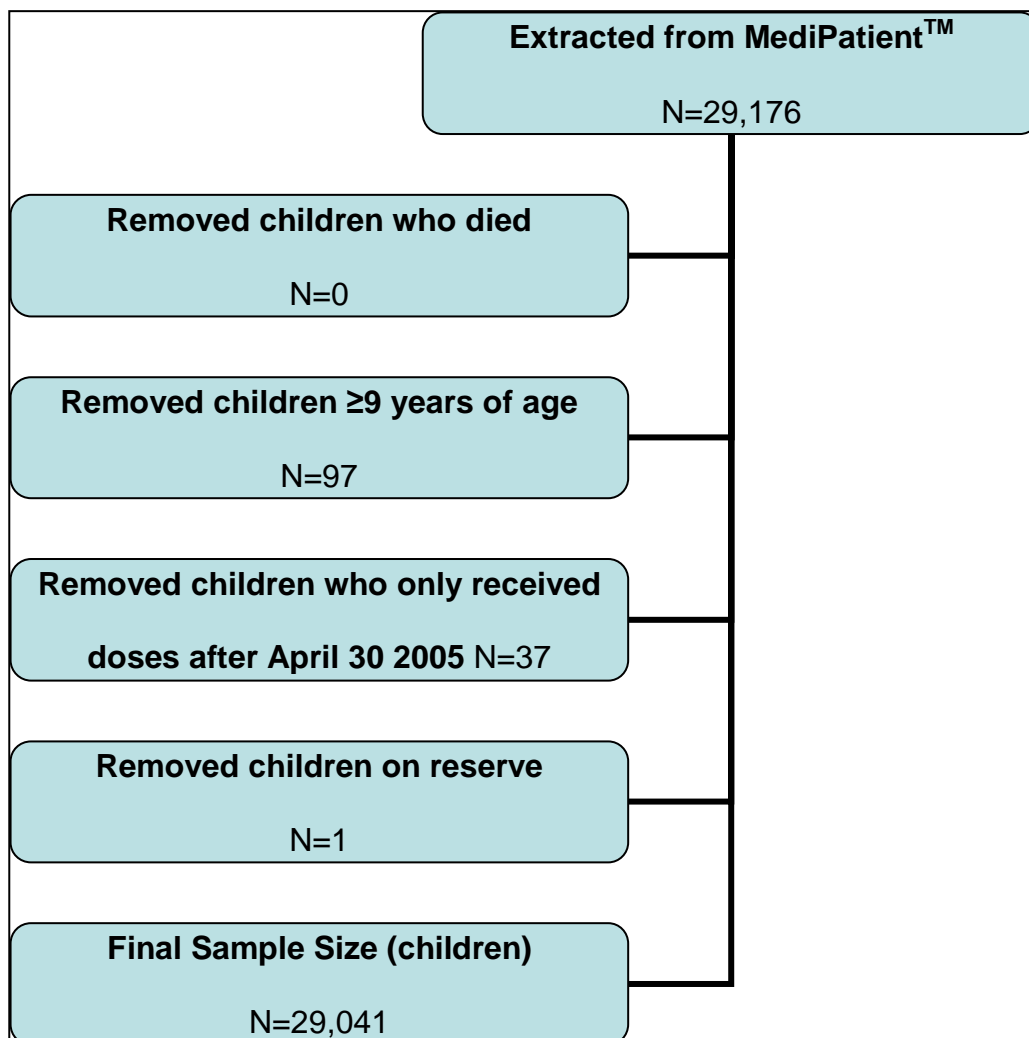 Extracted from MediPatient™
N=29,176
Removed children who died
N=0
Removed children ≥9 years of age
N=97
Removed children who only received
doses after April 30 2005 N=37
Removed children on reserve
N=1
Final Sample Size (children)
N=29,041